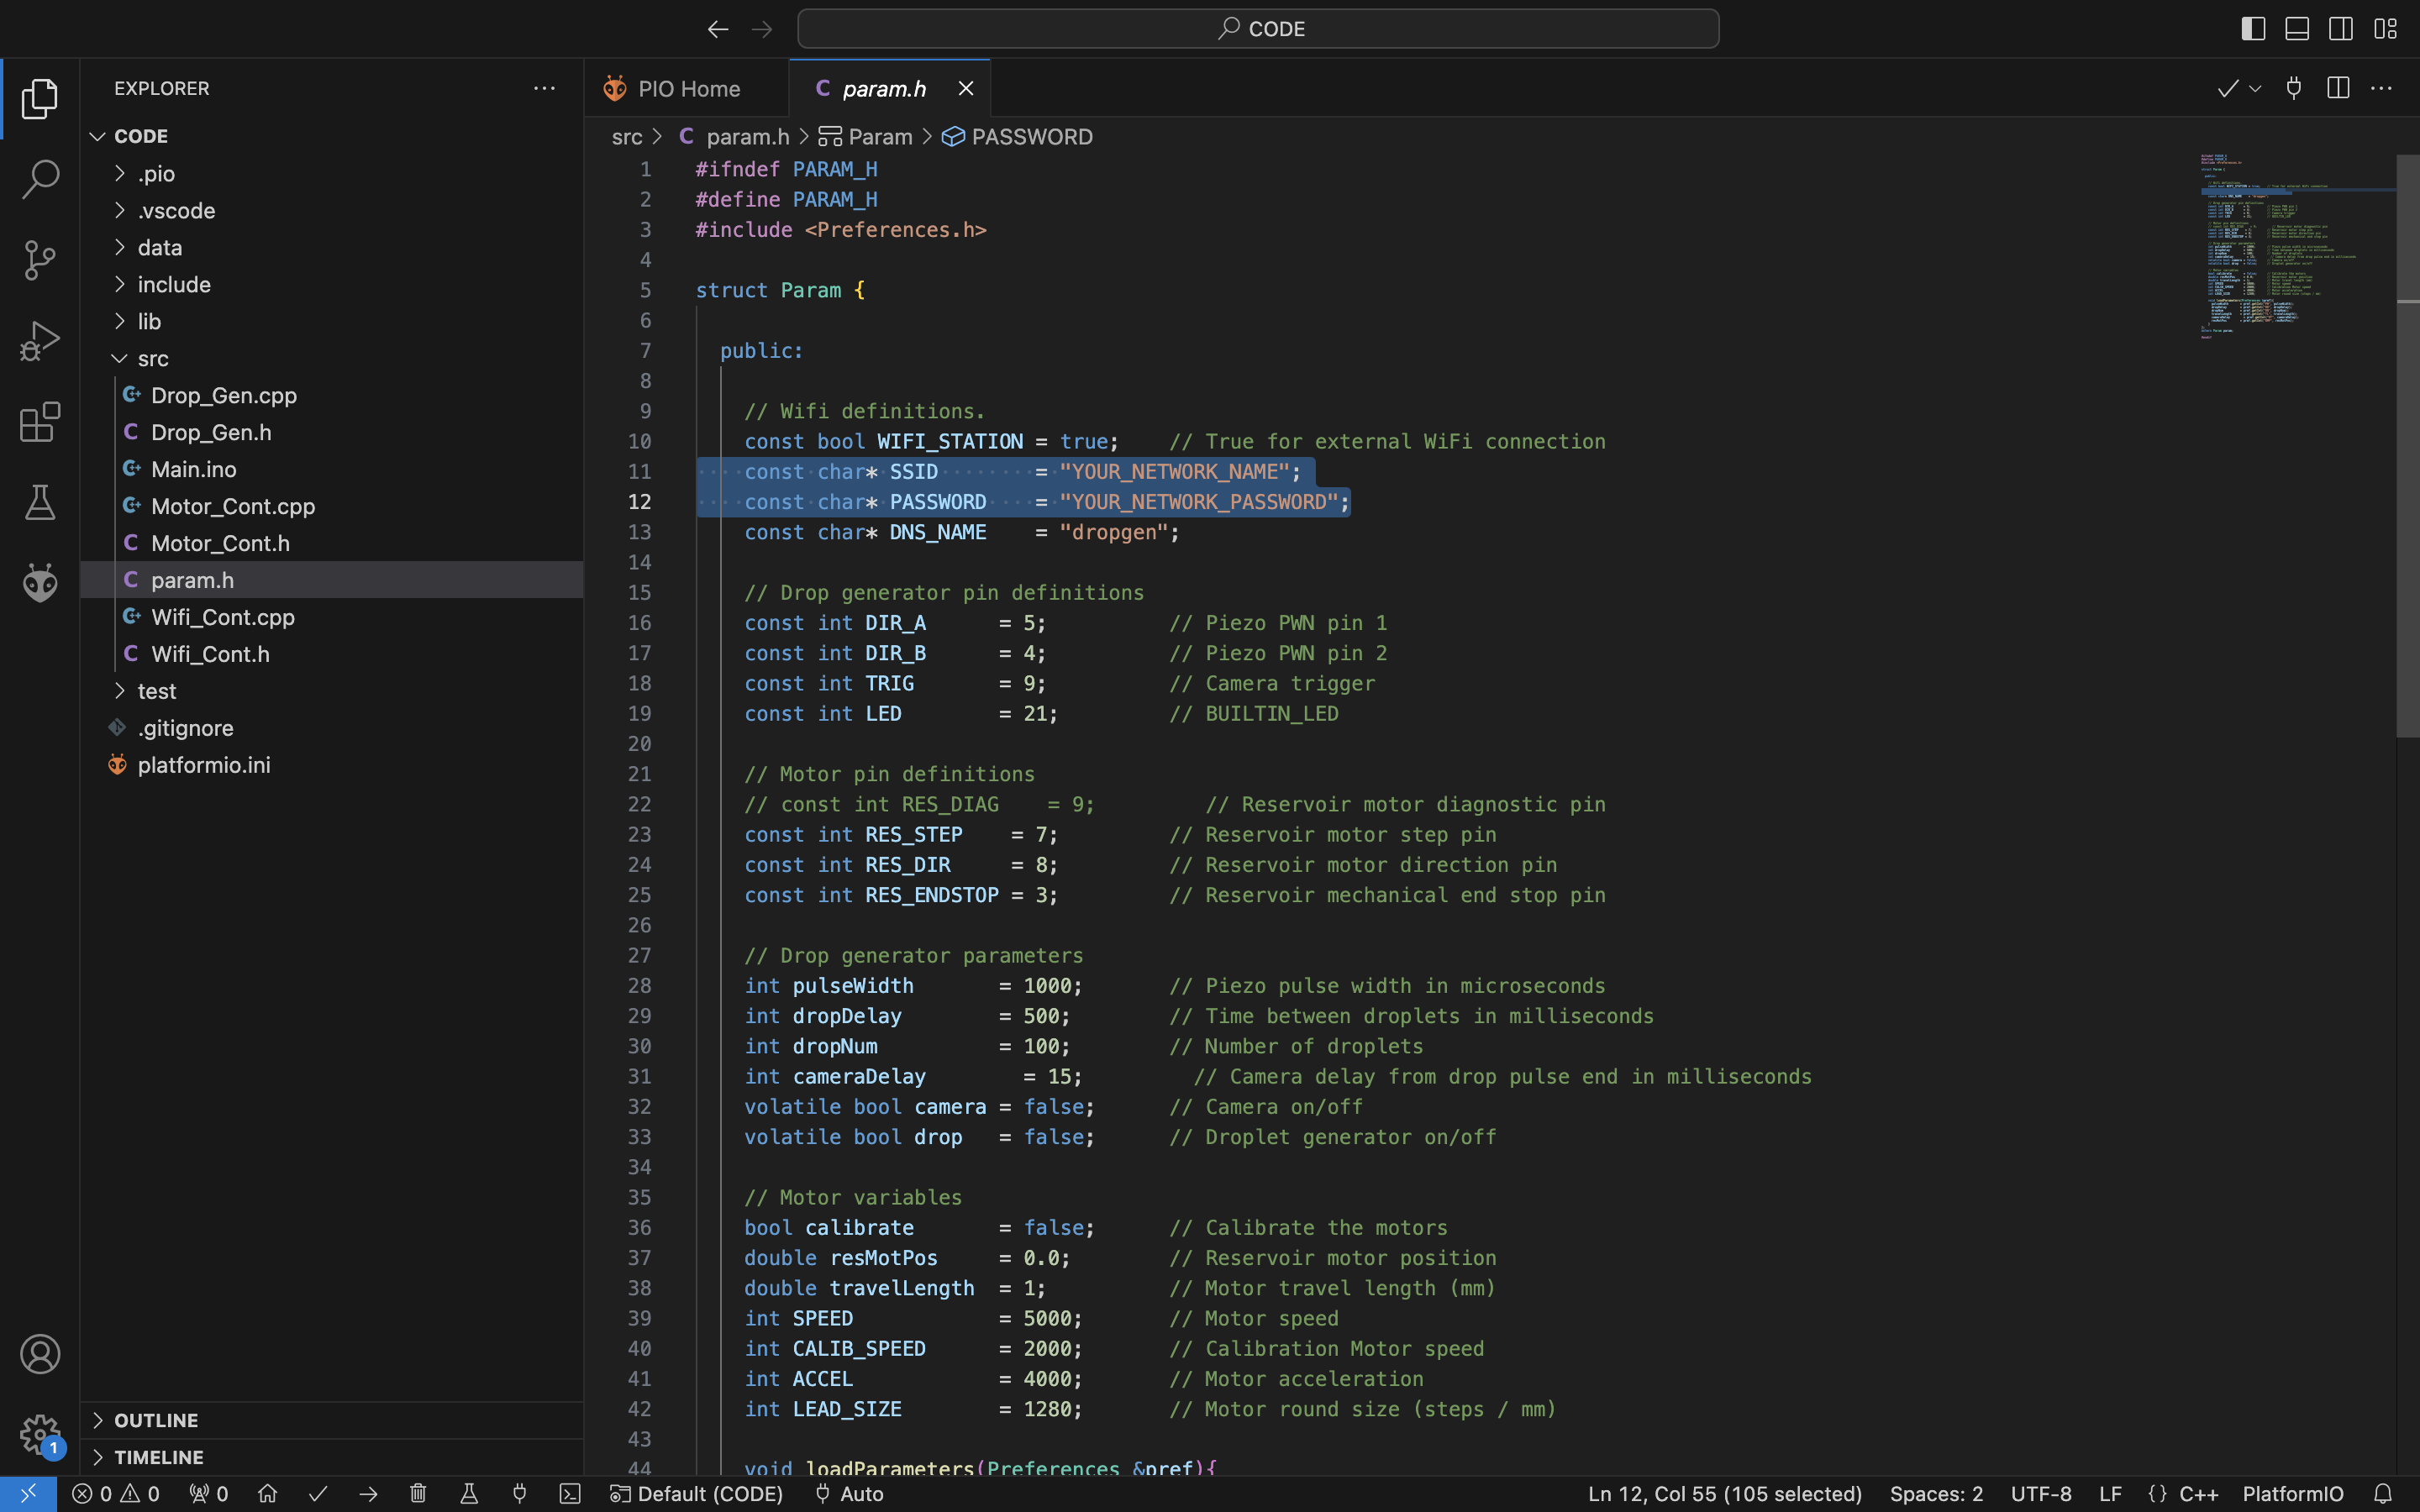 CODE
EXPLORER
CODE
.pio
.vscode
data
include
lib
src
Drop_Gen.cpp
Drop_Gen.h
Main.ino
Motor_Cont.cpp
Motor_Cont.h
param.h
Wifi_Cont.cpp
Wifi_Cont.h
test
.gitignore
platformio.ini
OUTLINE
TIMELINE
PIO Home
C param.h
src > C param.h > Param > PASSWORD
1 #ifndef PARAM_H
2 #define PARAM_H
3 #include <Preferences.h>
4
5 struct Param {
6
7 public:
8
9 // Wifi definitions.
10 const bool WIFI_STATION = true; // True for external WiFi connection
11 const char* SSID = "YOUR_NETWORK_NAME";
12 const char* PASSWORD = "YOUR_NETWORK_PASSWORD";
13 const char* DNS_NAME = "dropgen";
14
15 // Drop generator pin definitions
16 const int DIR_A = 5; // Piezo PWN pin 1
17 const int DIR_B = 4; // Piezo PWN pin 2
18 const int TRIG = 9; // Camera trigger
19 const int LED = 21; // BUILTIN_LED
20
21 // Motor pin definitions
22 // const int RES_DIAG = 9; // Reservoir motor diagnostic pin
23 const int RES_STEP = 7; // Reservoir motor step pin
24 const int RES_DIR = 8; // Reservoir motor direction pin
25 const int RES_ENDSTOP = 3; // Reservoir mechanical end stop pin
26
27 // Drop generator parameters
28 int pulseWidth = 1000; // Piezo pulse width in microseconds
29 int dropDelay = 500; // Time between droplets in milliseconds
30 int dropNum = 100; // Number of droplets
31 int cameraDelay = 15; // Camera delay from drop pulse end in milliseconds
32 volatile bool camera = false; // Camera on/off
33 volatile bool drop = false; // Droplet generator on/off
34
35 // Motor variables
36 bool calibrate = false; // Calibrate the motors
37 double resMotPos = 0.0; // Reservoir motor position
38 double travelLength = 1; // Motor travel length (mm)
39 int SPEED = 5000; // Motor speed
40 int CALIB_SPEED = 2000; // Calibration Motor speed
41 int ACCEL = 4000; // Motor acceleration
42 int LEAD_SIZE = 1280; // Motor round size (steps / mm)
43
44 void loadParameters(Preferences &pref){
1
0 0 0 Default (CODE) Auto Ln 12, Col 55 (105 selected) Spaces: 2 UTF-8 LF {} C++ PlatformIO